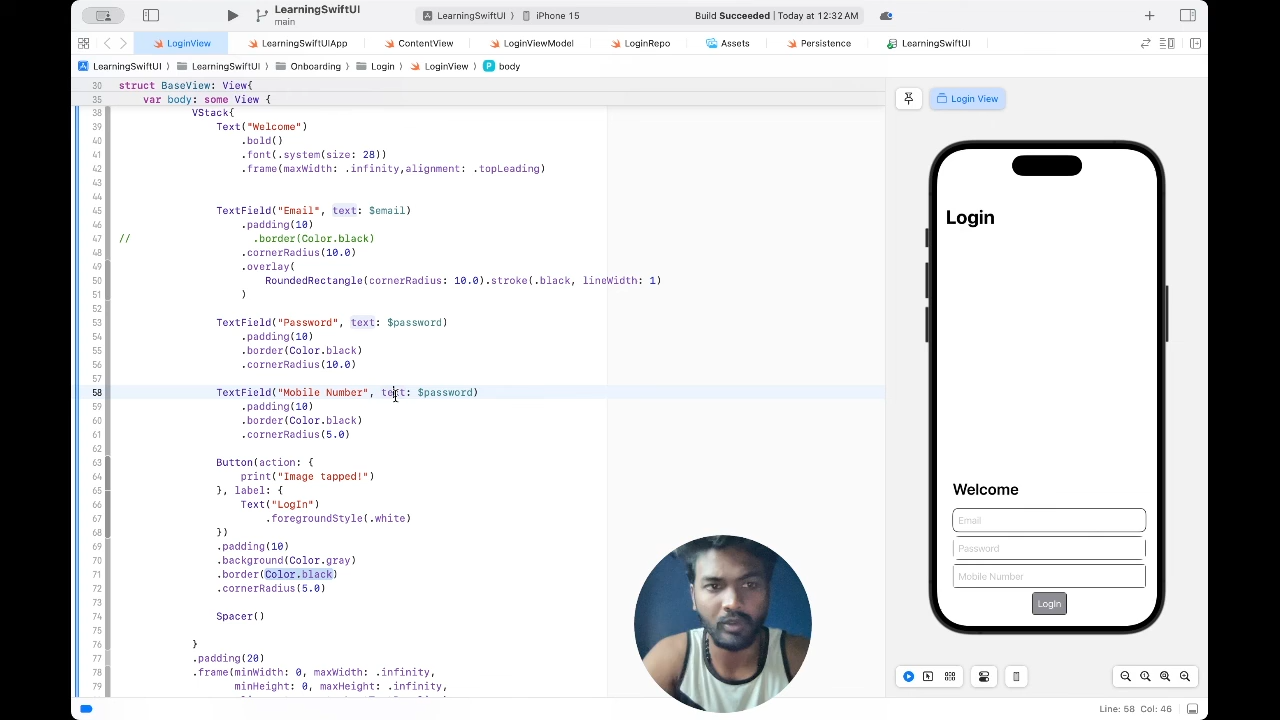 LearningSwiftUI
main
LearningSwiftUI 〉 iPhone 15
Build Succeeded | Today at 12:32 AM
LoginView
LearningSwiftUIApp
ContentView
LoginViewModel
LoginRepo
Assets
Persistence
LearningSwiftUI
LearningSwiftUI 〉 LearningSwiftUI 〉 Onboarding 〉 Login 〉 LoginView 〉 P body
30 struct BaseView: View{
35 var body: some View {
38 VStack{
39 Text("Welcome")
40 .bold()
41 .font(.system(size: 28))
42 .frame(maxWidth: .infinity,alignment: .topLeading)
43
44
45 TextField("Email", text: $email)
46 .padding(10)
47 // .border(Color.black)
48 .cornerRadius(10.0)
49 .overlay(
50 RoundedRectangle(cornerRadius: 10.0).stroke(.black, lineWidth: 1)
51 )
52
53 TextField("Password", text: $password)
54 .padding(10)
55 .border(Color.black)
56 .cornerRadius(10.0)
57
58 TextField("Mobile Number", text: $password)
59 .padding(10)
60 .border(Color.black)
61 .cornerRadius(5.0)
62
63 Button(action: {
64 print("Image tapped!")
65 }, label: {
66 Text("LogIn")
67 .foregroundStyle(.white)
68 })
69 .padding(10)
70 .background(Color.gray)
71 .border(Color.black)
72 .cornerRadius(5.0)
73
74 Spacer()
75
76 }
77 .padding(20)
78 .frame(minWidth: 0, maxWidth: .infinity,
79 minHeight: 0, maxHeight: .infinity,
Login View
Login
Welcome
Email
Password
Mobile Number
LogIn
Line: 58 Col: 46